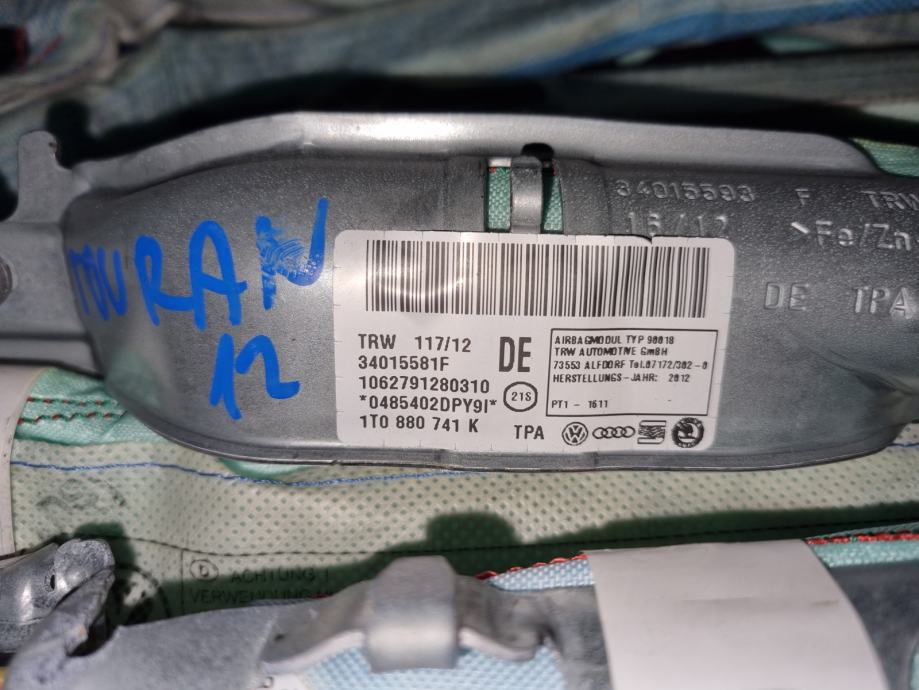 34015593 F TRW
16/12 >Fe/Zn
DE TPA
TOURAN
12
TRW 117/12
34015581F
1062791280310
*0485402DPY9I*
1T0 880 741 K
DE
21S
TPA
AIRBAGMODUL TYP 90018
TRW AUTOMOTIVE GmBH
73553 ALFDORF Tel.07172/302-0
HERSTELLUNGS-JAHR: 2012
PT1 - 1611
D ACHTUNG !
VERWENDUNG